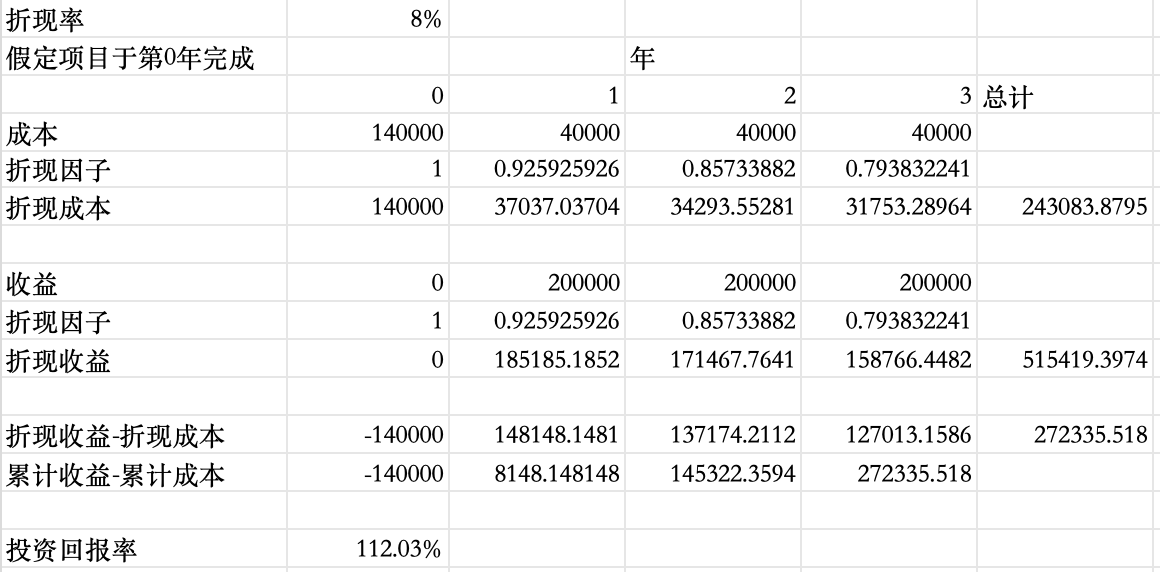 折现率 8%
假定项目于第0年完成 年
0 1 2 3 总计
成本 140000 40000 40000 40000
折现因子 1 0.925925926 0.85733882 0.793832241
折现成本 140000 37037.03704 34293.55281 31753.28964 243083.8795
收益 0 200000 200000 200000
折现因子 1 0.925925926 0.85733882 0.793832241
折现收益 0 185185.1852 171467.7641 158766.4482 515419.3974
折现收益-折现成本 -140000 148148.1481 137174.2112 127013.1586 272335.518
累计收益-累计成本 -140000 8148.148148 145322.3594 272335.518
投资回报率 112.03%